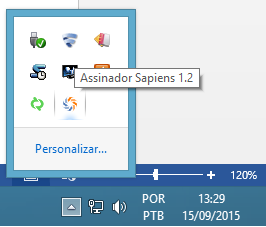 Assinador Sapiens 1.2
Personalizar...
120%
POR
PTB
13:29
15/09/2015